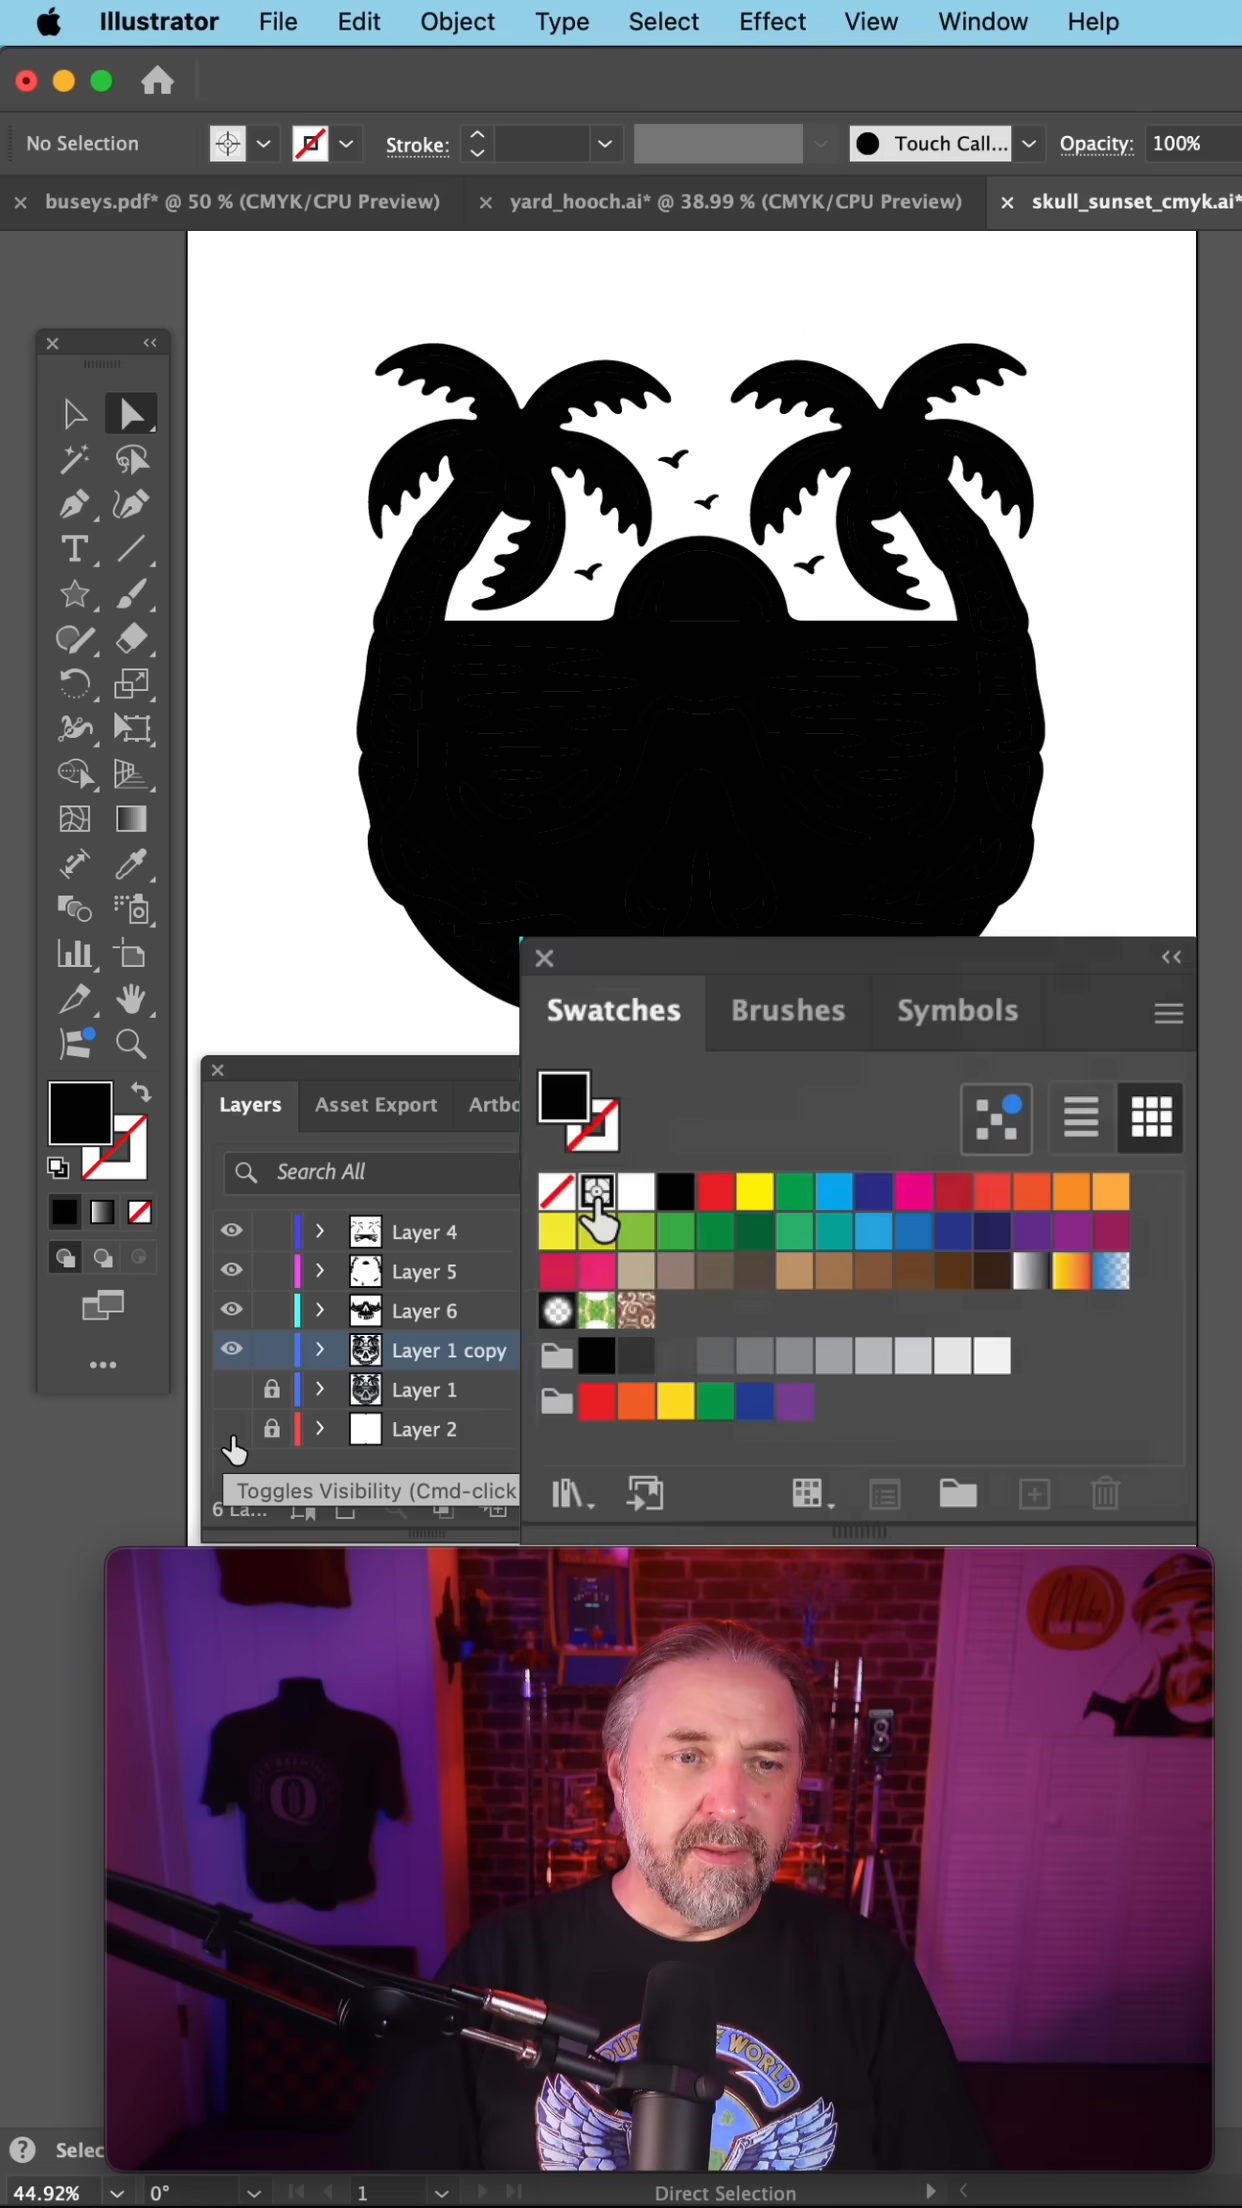 Illustrator File Edit Object Type Select Effect View Window Help
No Selection Stroke: Touch Call... Opacity: 100%
buseys.pdf* @ 50 % (CMYK/CPU Preview) yard_hooch.ai* @ 38.99 % (CMYK/CPU Preview) skull_sunset_cmyk.ai*
Swatches Brushes Symbols
Layers Asset Export Artbo
Search All
Layer 4
Layer 5
Layer 6
Layer 1 copy
Layer 1
Layer 2
Toggles Visibility (Cmd-click
6 La...
Q
WORLD
Selec
44.92% 0° 1 Direct Selection